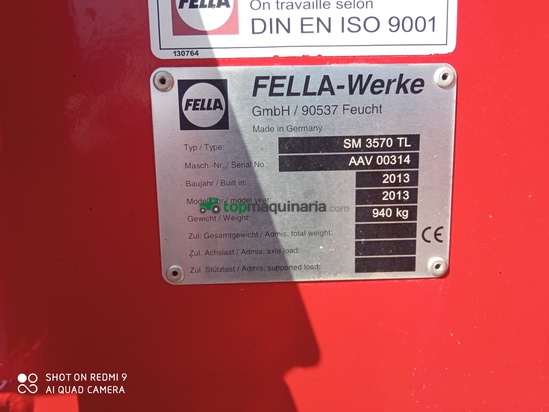 FELLA
On travaille selon
DIN EN ISO 9001
130764
FELLA
FELLA-Werke
GmbH / 90537 Feucht
Made in Germany
Typ / Type: SM 3570 TL
Masch.-Nr. / Serial No.: AAV 00314
Baujahr / Built in: 2013
Modelljahr / model year 2013
topmaquinaria.com
Gewicht / Weight: 940 kg
Zul. Gesamtgewicht / Admis. total weight:
Zul. Achslast / Admis. axle load:
Zul. Stützlast / Admis. supported load:
CE
SHOT ON REDMI 9
AI QUAD CAMERA